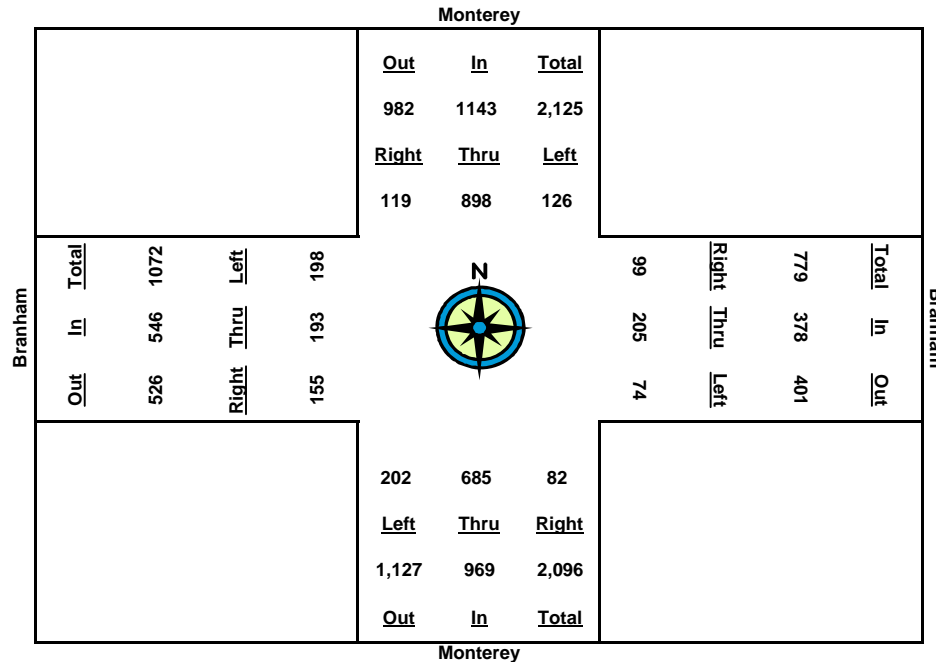 Monterey
Out In Total
982 1143 2,125
Right Thru Left
119 898 126
Branham
Total 1072 Left 198
In 546 Thru 193
Out 526 Right 155
N
99 Right 779 Total
205 Thru 378 In
74 Left 401 Out
Branham
202 685 82
Left Thru Right
1,127 969 2,096
Out In Total
Monterey